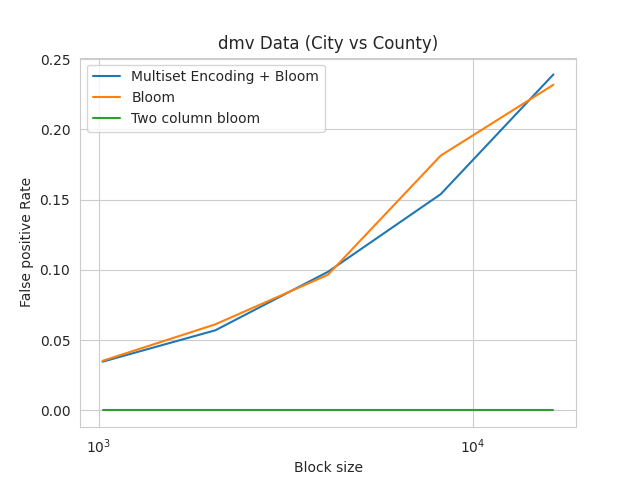 dmv Data (City vs County)
Multiset Encoding + Bloom
Bloom
Two column bloom
False positive Rate
0.25
0.20
0.15
0.10
0.05
0.00
10³
10⁴
Block size